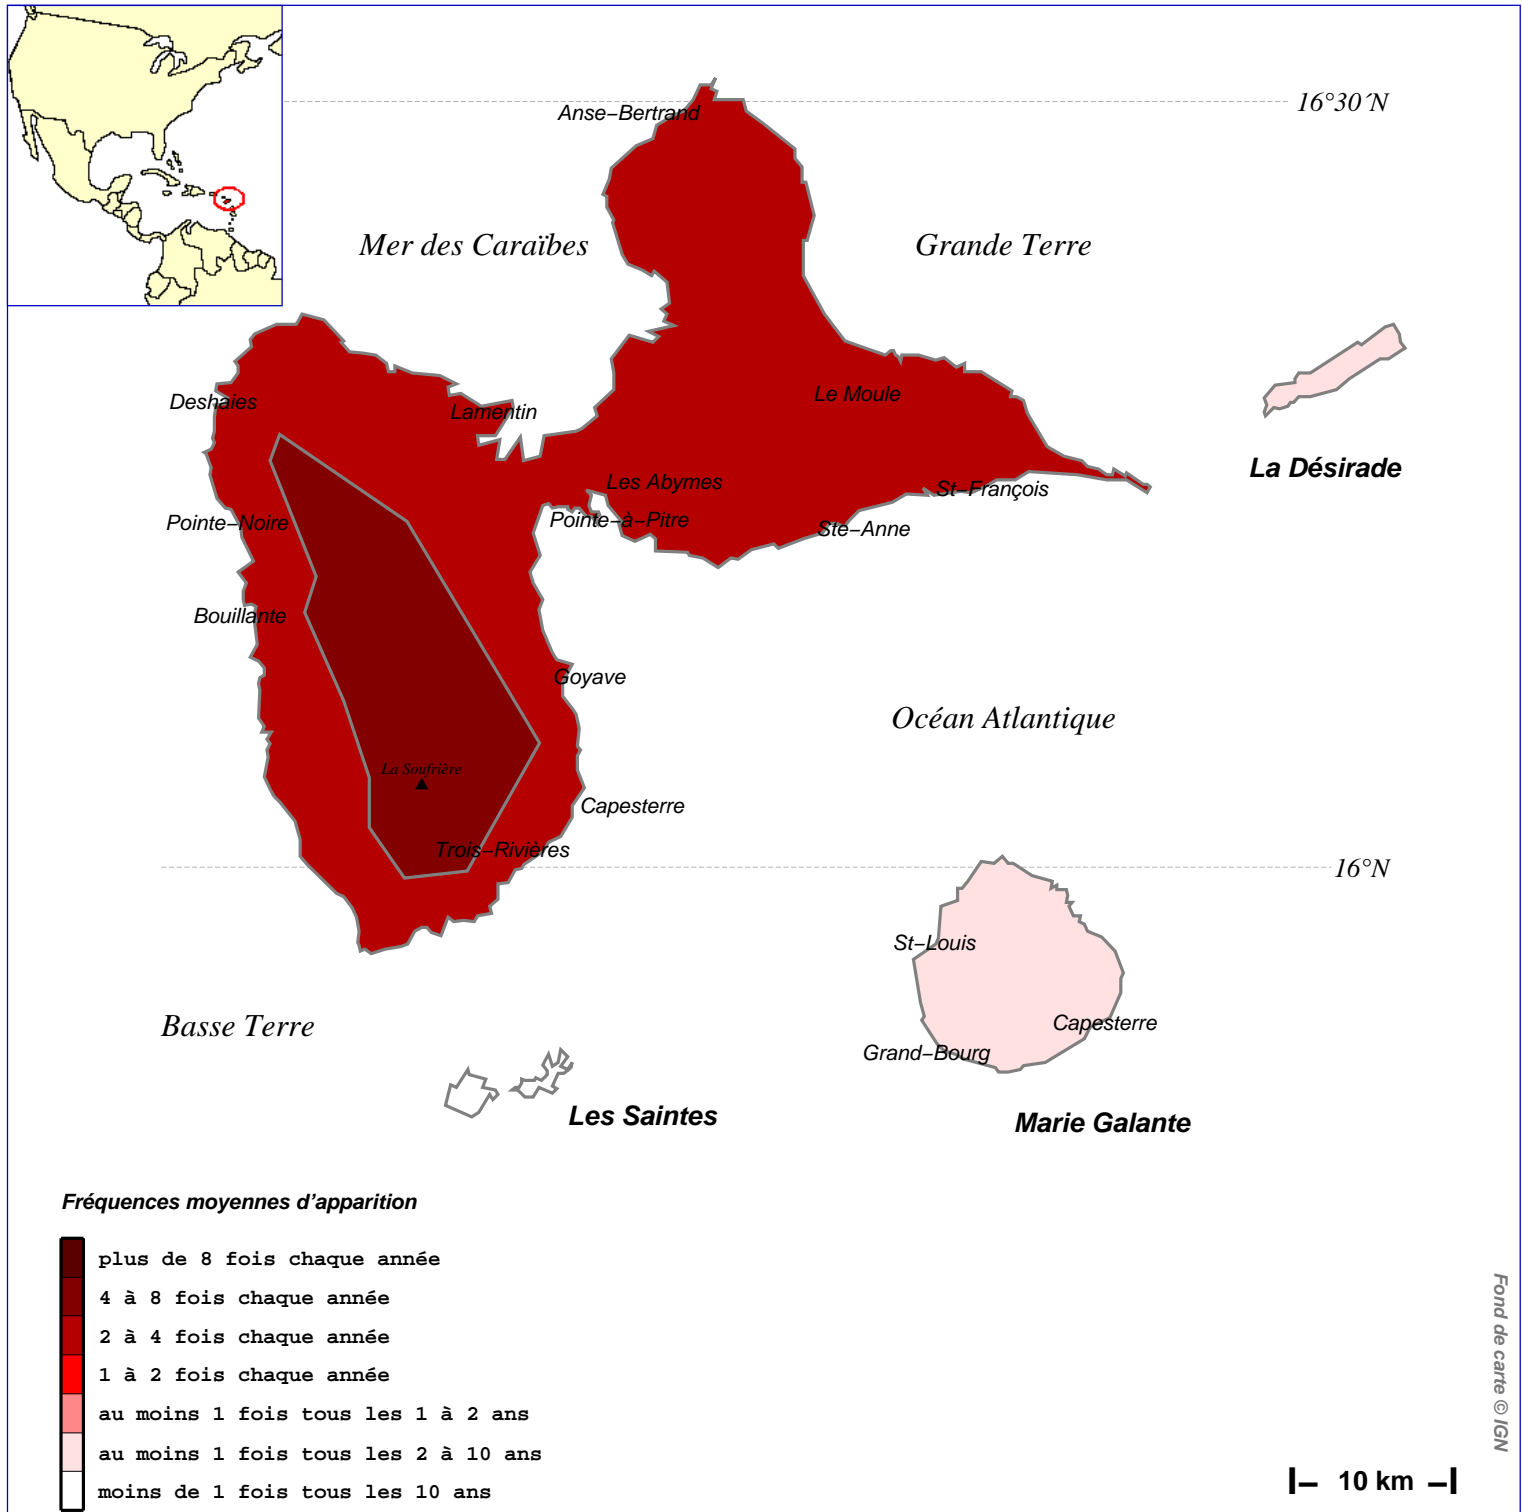 16°30´N
Anse−Bertrand
Mer des Caraïbes
Grande Terre
Le Moule
Deshaies
Lamentin
La Désirade
Les Abymes
St−François
Pointe−Noire
Pointe−à−Pitre
Ste−Anne
Bouillante
Goyave
Océan Atlantique
La Soufrière
Capesterre
Trois−Rivières
16°N
St−Louis
Basse Terre
Capesterre
Grand−Bourg
Les Saintes
Marie Galante
Fréquences moyennes d’apparition
plus de 8 fois chaque année
4 à 8 fois chaque année
2 à 4 fois chaque année
1 à 2 fois chaque année
au moins 1 fois tous les 1 à 2 ans
au moins 1 fois tous les 2 à 10 ans
moins de 1 fois tous les 10 ans
Fond de carte © IGN
10 km